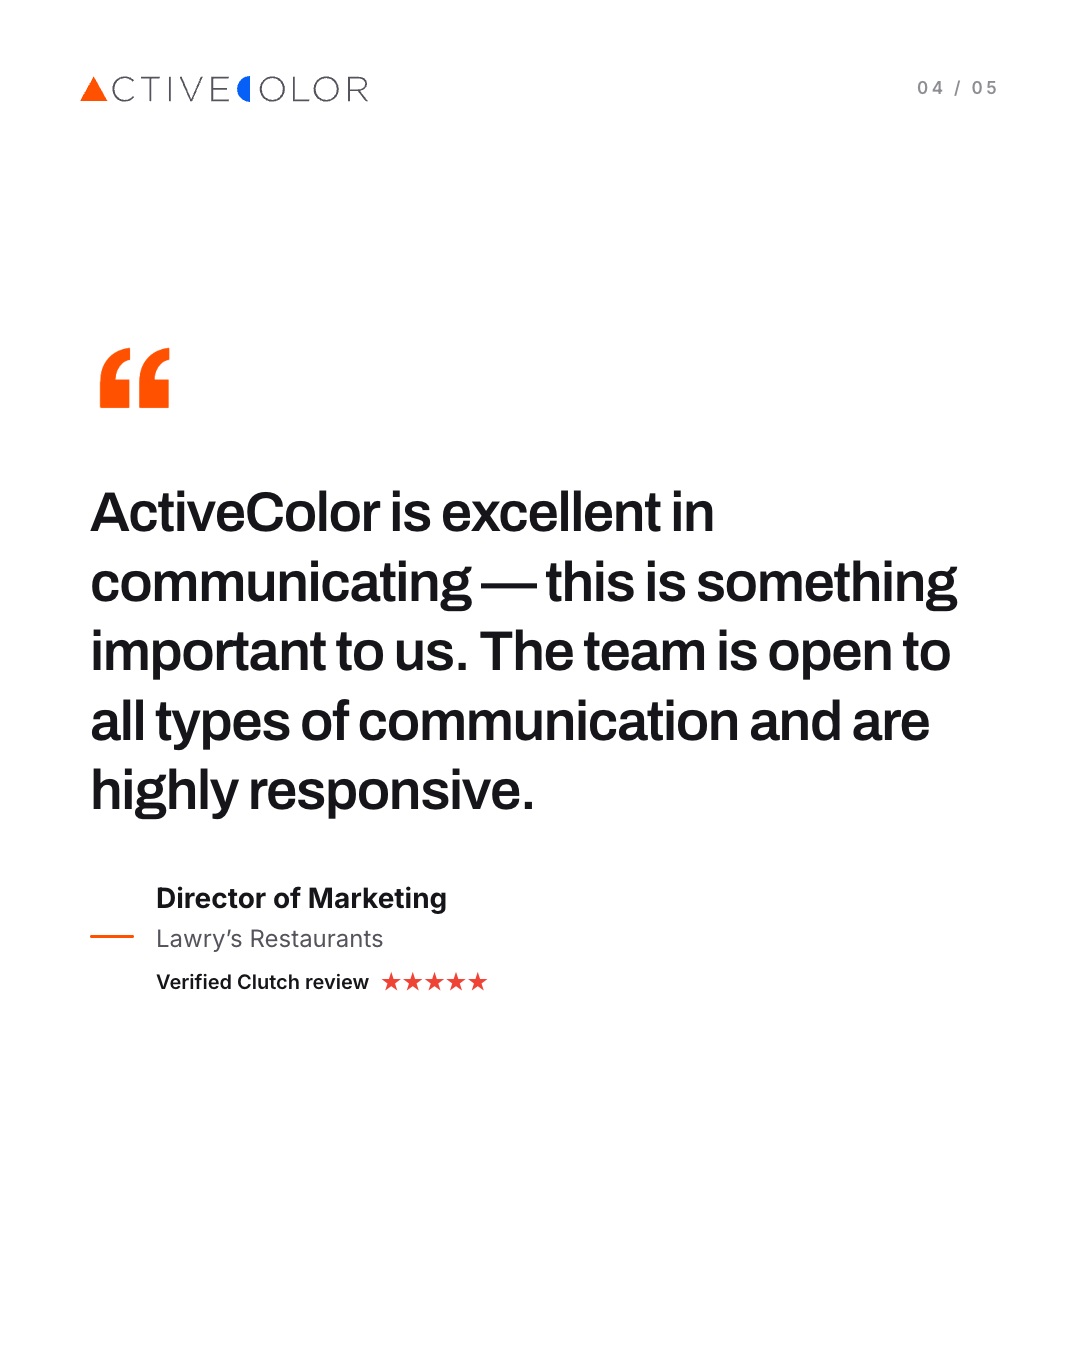 ACTIVECOLOR
04 / 05
“
ActiveColor is excellent in
communicating — this is something
important to us. The team is open to
all types of communication and are
highly responsive.
Director of Marketing
Lawry’s Restaurants
Verified Clutch review ★★★★★